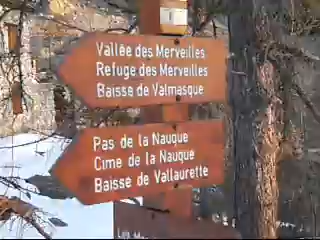 Vallée des Merveilles
Refuge des Merveilles
Baisse de Valmasque
Pas de la Nauque
Cime de la Nauque
Baisse de Vallaurette